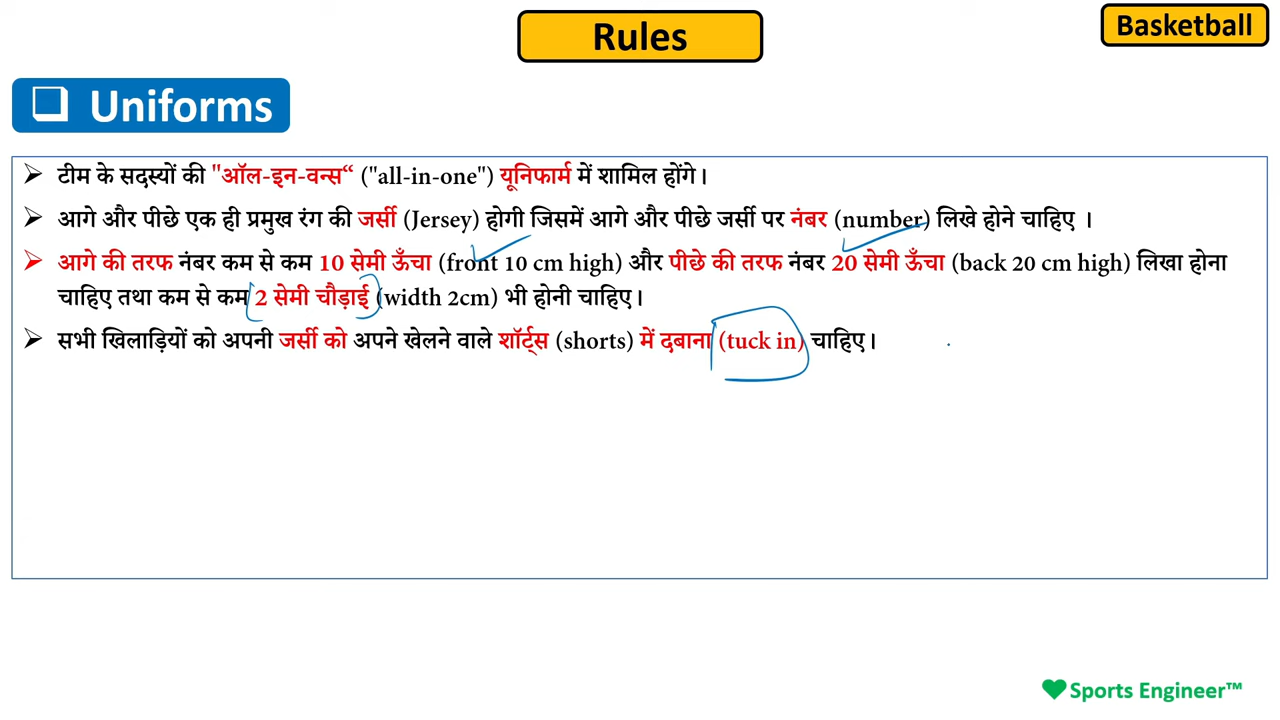 Rules
Basketball
❑ Uniforms
➢ टीम के सदस्यों की "ऑल-इन-वन्स“ ("all-in-one") यूनिफार्म में शामिल होंगे।
➢ आगे और पीछे एक ही प्रमुख रंग की जर्सी (Jersey) होगी जिसमें आगे और पीछे जर्सी पर नंबर (number) लिखे होने चाहिए ।
➢ आगे की तरफ नंबर कम से कम 10 सेमी ऊँचा (front 10 cm high) और पीछे की तरफ नंबर 20 सेमी ऊँचा (back 20 cm high) लिखा होना
चाहिए तथा कम से कम 2 सेमी चौड़ाई (width 2cm) भी होनी चाहिए।
➢ सभी खिलाड़ियों को अपनी जर्सी को अपने खेलने वाले शॉर्ट्स (shorts) में दबाना (tuck in) चाहिए।
Sports Engineer™